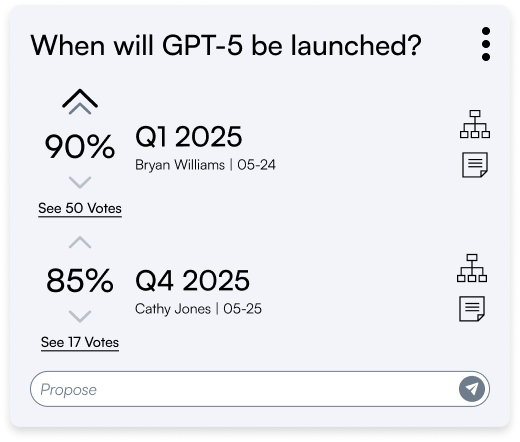 When will GPT-5 be launched?
90%
Q1 2025
Bryan Williams | 05-24
See 50 Votes
85%
Q4 2025
Cathy Jones | 05-25
See 17 Votes
Propose